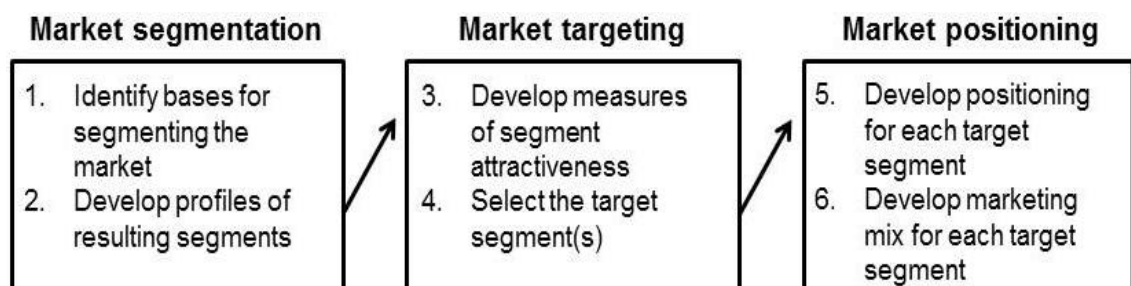 Market segmentation
1. Identify bases for
segmenting the
market
2. Develop profiles of
resulting segments
Market targeting
3. Develop measures
of segment
attractiveness
4. Select the target
segment(s)
Market positioning
5. Develop positioning
for each target
segment
6. Develop marketing
mix for each target
segment